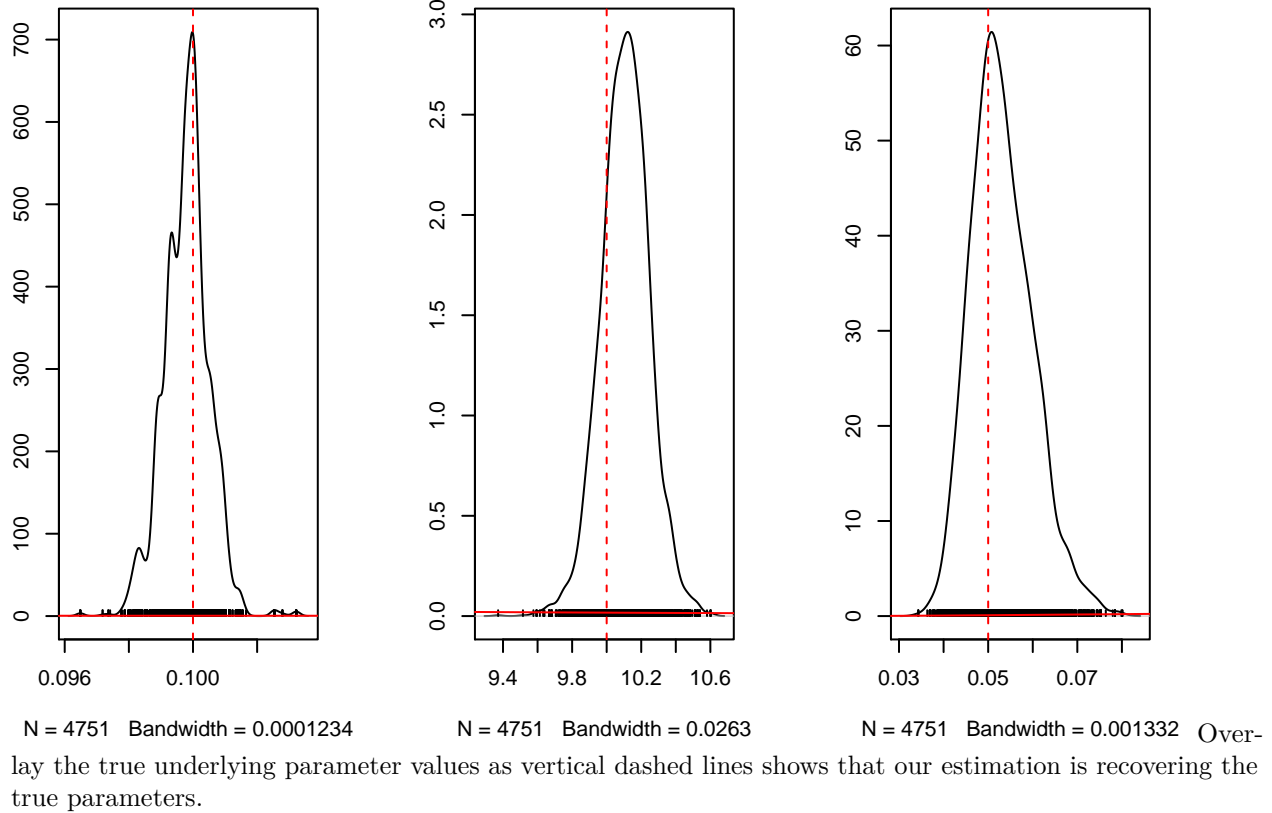 0 100 200 300 400 500 600 700
0.096 0.100
N = 4751 Bandwidth = 0.0001234
0.0 0.5 1.0 1.5 2.0 2.5 3.0
9.4 9.8 10.2 10.6
N = 4751 Bandwidth = 0.0263
0 10 20 30 40 50 60
0.03 0.05 0.07
N = 4751 Bandwidth = 0.001332
Over-
lay the true underlying parameter values as vertical dashed lines shows that our estimation is recovering the
true parameters.